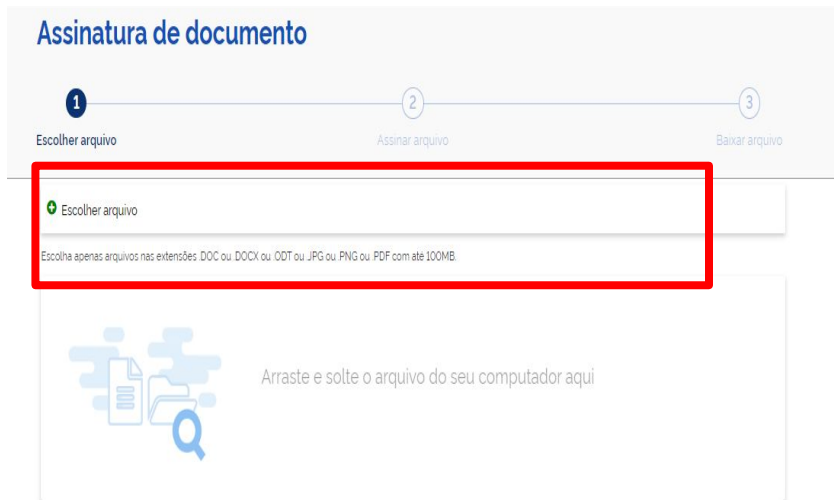 Assinatura de documento
1
2
3
Escolher arquivo
Assinar arquivo
Baixar arquivo
Escolher arquivo
Escolha apenas arquivos nas extensões .DOC ou .DOCX ou .ODT ou .JPG ou .PNG ou .PDF com até 100MB.
Arraste e solte o arquivo do seu computador aqui